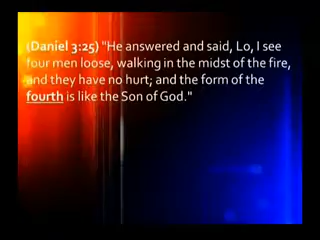 (Daniel 3:25) "He answered and said, Lo, I see
four men loose, walking in the midst of the fire,
and they have no hurt; and the form of the
fourth is like the Son of God."